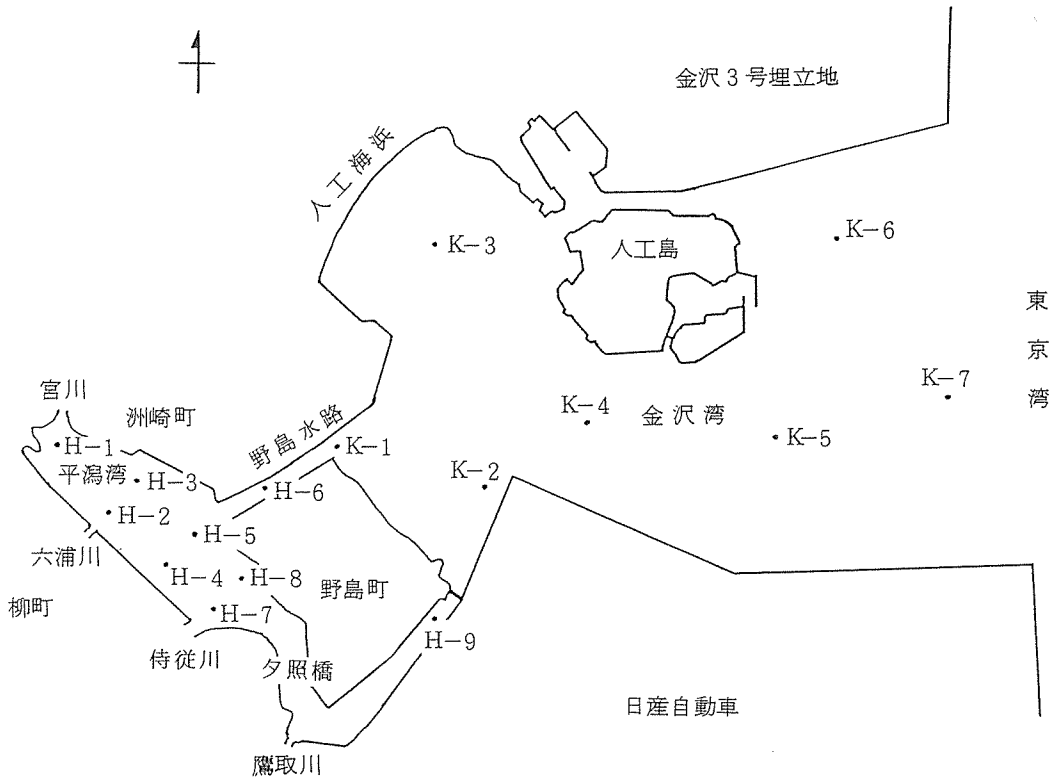 金沢3号埋立地
人工海浜
K-3
人工島
K-6
東京湾
宮川
洲崎町
野島水路
K-1
K-4
金沢湾
K-7
K-5
H-1
平潟湾
H-3
H-6
K-2
H-2
H-5
六浦川
H-4
H-8
野島町
柳町
H-7
H-9
侍従川
夕照橋
日産自動車
鷹取川